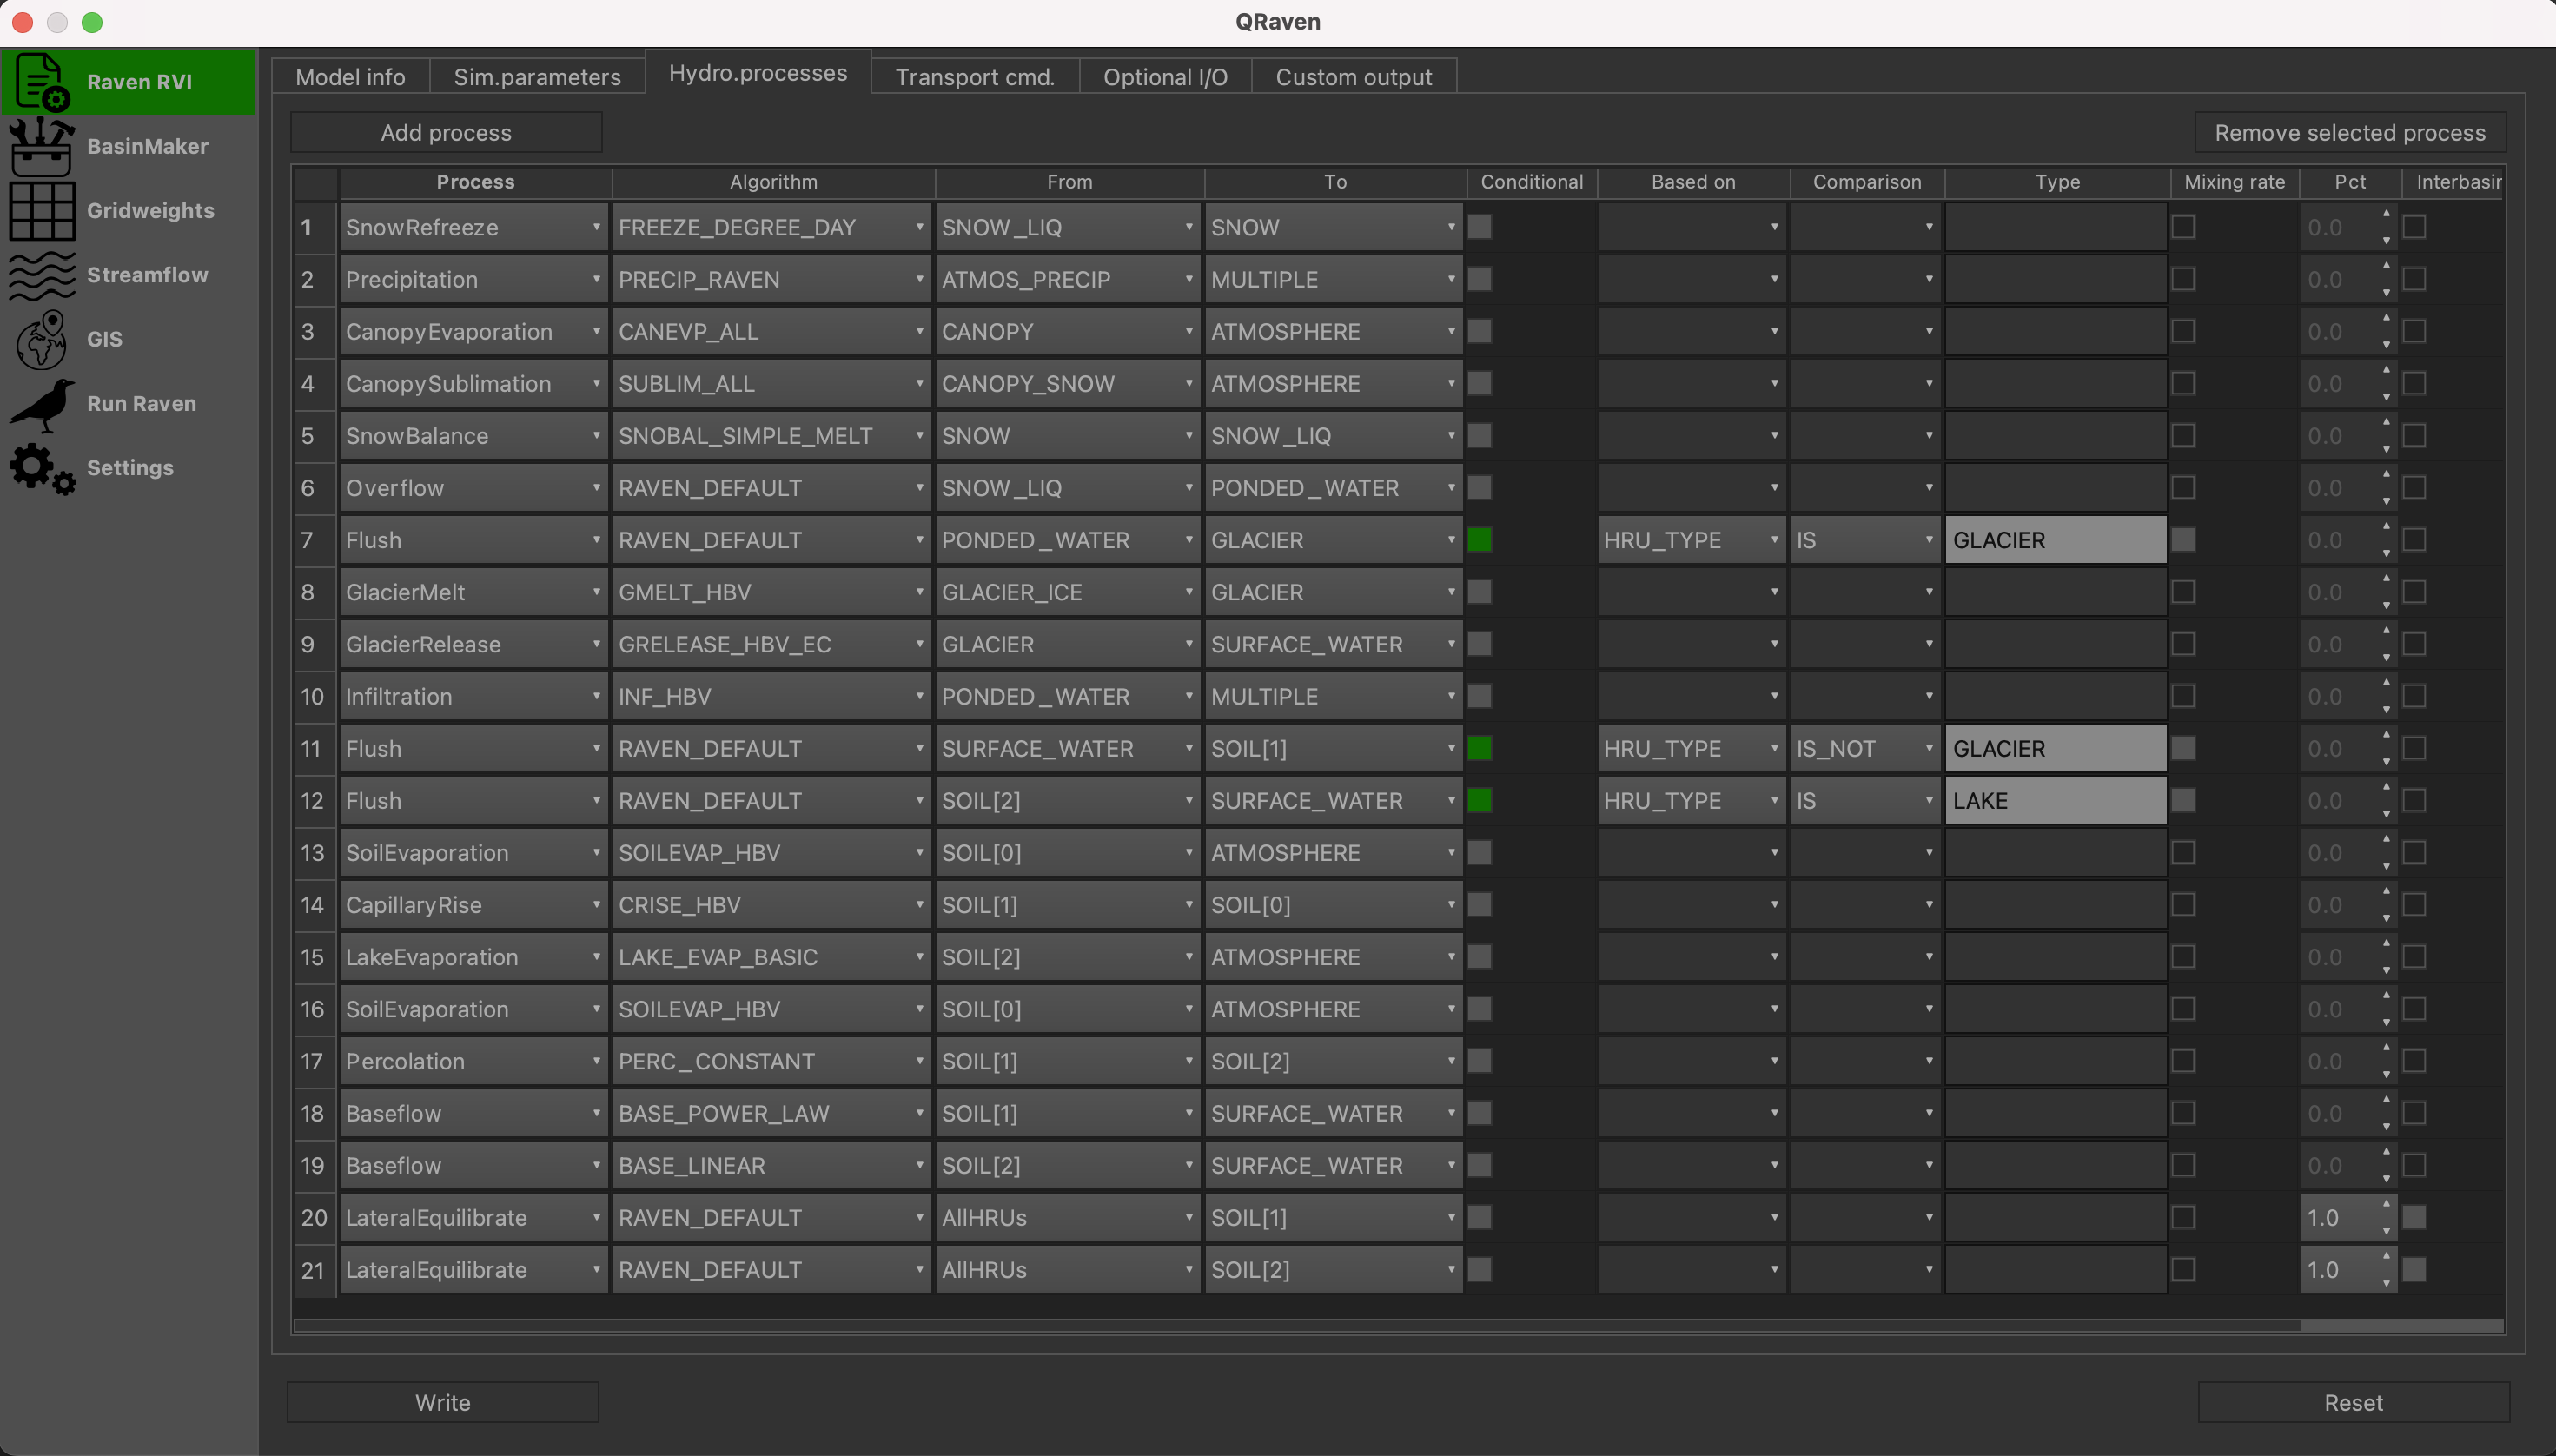 QRaven
Raven RVI
BasinMaker
Gridweights
Streamflow
GIS
Run Raven
Settings
Model info Sim.parameters Hydro.processes Transport cmd. Optional I/O Custom output
Add process Remove selected process
Process Algorithm From To Conditional Based on Comparison Type Mixing rate Pct Interbasin
1 SnowRefreeze FREEZE_DEGREE_DAY SNOW_LIQ SNOW 0.0
2 Precipitation PRECIP_RAVEN ATMOS_PRECIP MULTIPLE 0.0
3 CanopyEvaporation CANEVP_ALL CANOPY ATMOSPHERE 0.0
4 CanopySublimation SUBLIM_ALL CANOPY_SNOW ATMOSPHERE 0.0
5 SnowBalance SNOBAL_SIMPLE_MELT SNOW SNOW_LIQ 0.0
6 Overflow RAVEN_DEFAULT SNOW_LIQ PONDED_WATER 0.0
7 Flush RAVEN_DEFAULT PONDED_WATER GLACIER HRU_TYPE IS GLACIER 0.0
8 GlacierMelt GMELT_HBV GLACIER_ICE GLACIER 0.0
9 GlacierRelease GRELEASE_HBV_EC GLACIER SURFACE_WATER 0.0
10 Infiltration INF_HBV PONDED_WATER MULTIPLE 0.0
11 Flush RAVEN_DEFAULT SURFACE_WATER SOIL[1] HRU_TYPE IS_NOT GLACIER 0.0
12 Flush RAVEN_DEFAULT SOIL[2] SURFACE_WATER HRU_TYPE IS LAKE 0.0
13 SoilEvaporation SOILEVAP_HBV SOIL[0] ATMOSPHERE 0.0
14 CapillaryRise CRISE_HBV SOIL[1] SOIL[0] 0.0
15 LakeEvaporation LAKE_EVAP_BASIC SOIL[2] ATMOSPHERE 0.0
16 SoilEvaporation SOILEVAP_HBV SOIL[0] ATMOSPHERE 0.0
17 Percolation PERC_CONSTANT SOIL[1] SOIL[2] 0.0
18 Baseflow BASE_POWER_LAW SOIL[1] SURFACE_WATER 0.0
19 Baseflow BASE_LINEAR SOIL[2] SURFACE_WATER 0.0
20 LateralEquilibrate RAVEN_DEFAULT AllHRUs SOIL[1] 1.0
21 LateralEquilibrate RAVEN_DEFAULT AllHRUs SOIL[2] 1.0
Write Reset